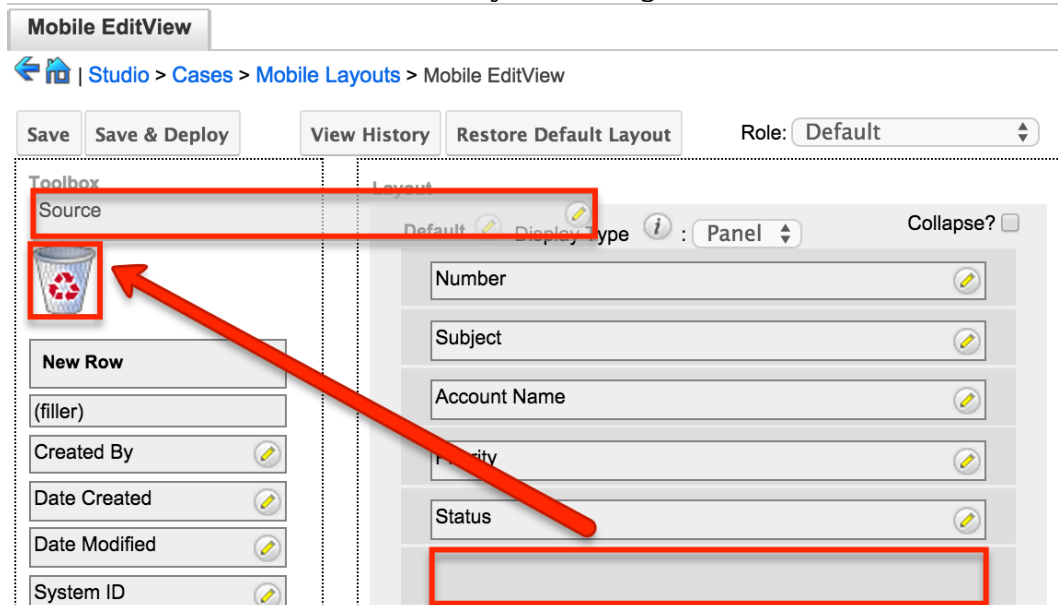 Mobile EditView
| Studio > Cases > Mobile Layouts > Mobile EditView
Save Save & Deploy View History Restore Default Layout Role: Default
Toolbox
Layout
Source
Default Display Type i : Panel Collapse?
Number
Subject
New Row
Account Name
(filler)
Created By
Priority
Date Created
Status
Date Modified
System ID